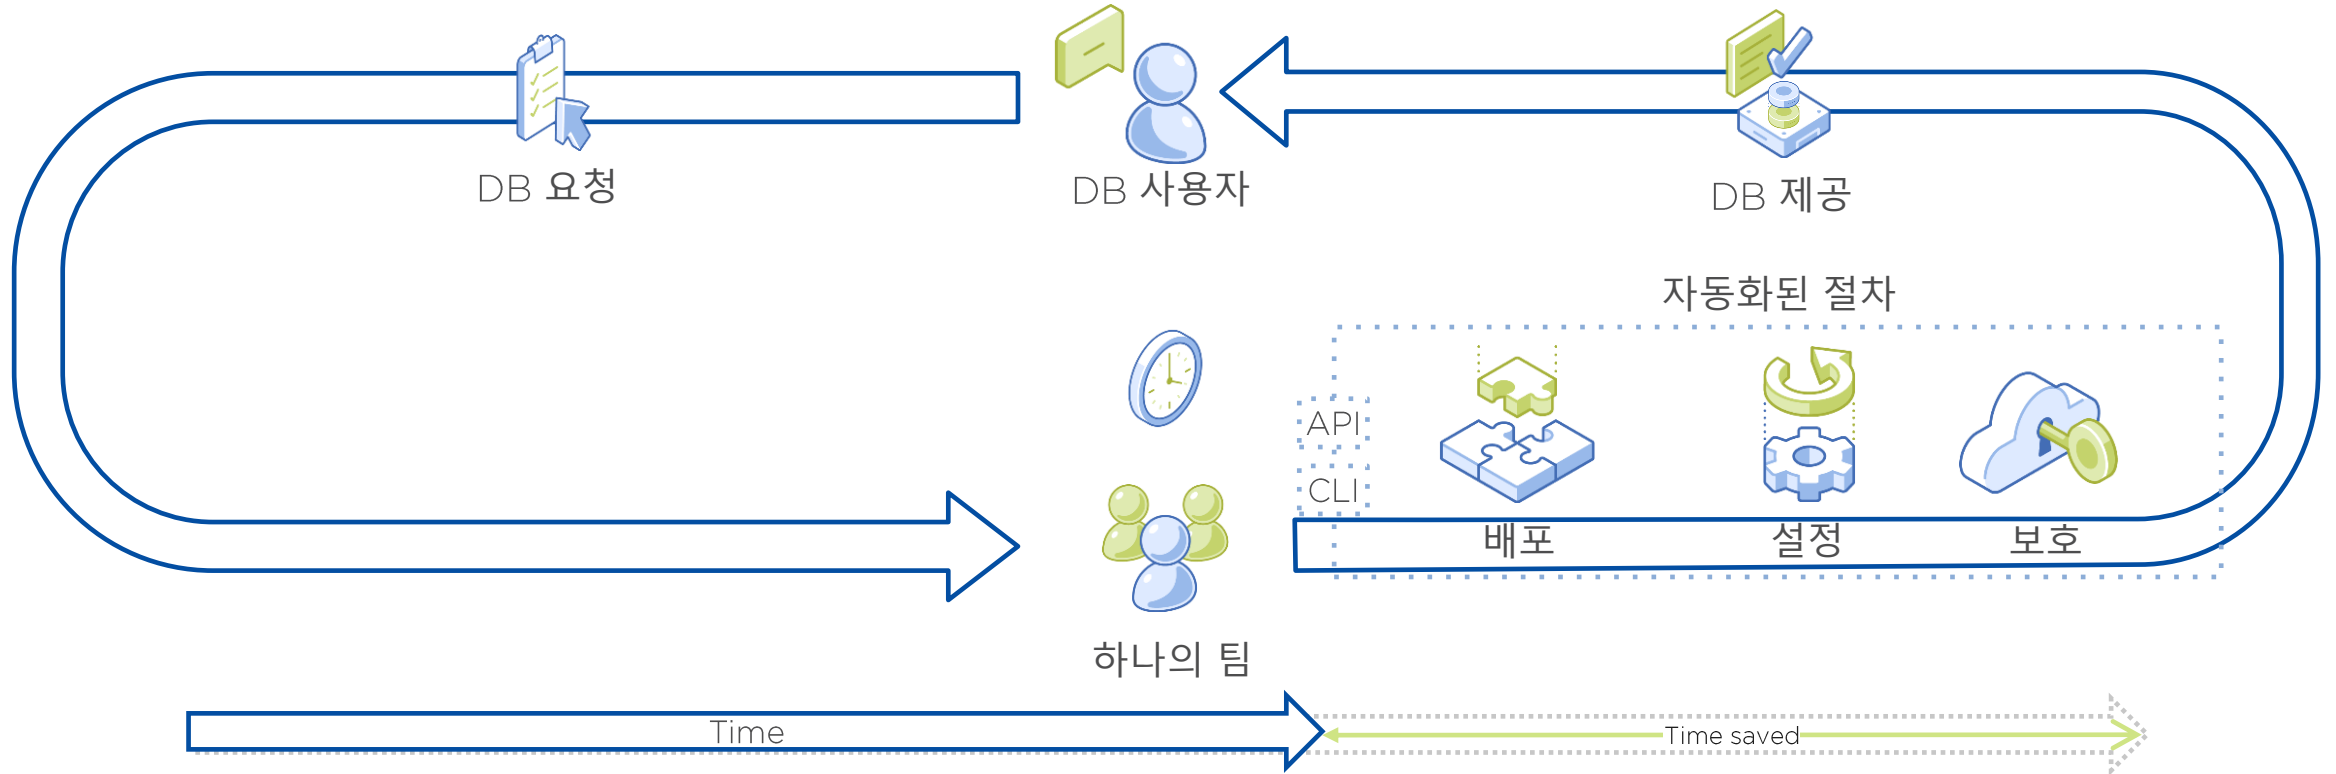 DB 요청
DB 사용자
DB 제공
자동화된 절차
API
CLI
배포
설정
보호
하나의 팀
Time
Time saved